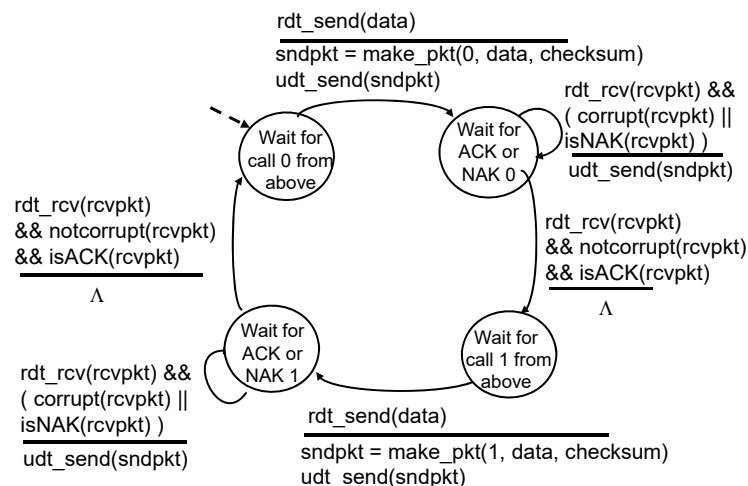 rdt_send(data)
sndpkt = make_pkt(0, data, checksum)
udt_send(sndpkt)
Wait for
call 0 from
above
Wait for
ACK or
NAK 0
rdt_rcv(rcvpkt) &&
( corrupt(rcvpkt) ||
isNAK(rcvpkt) )
udt_send(sndpkt)
rdt_rcv(rcvpkt)
&& notcorrupt(rcvpkt)
&& isACK(rcvpkt)
Λ
rdt_rcv(rcvpkt)
&& notcorrupt(rcvpkt)
&& isACK(rcvpkt)
Λ
Wait for
ACK or
NAK 1
Wait for
call 1 from
above
rdt_rcv(rcvpkt) &&
( corrupt(rcvpkt) ||
isNAK(rcvpkt) )
udt_send(sndpkt)
rdt_send(data)
sndpkt = make_pkt(1, data, checksum)
udt_send(sndpkt)